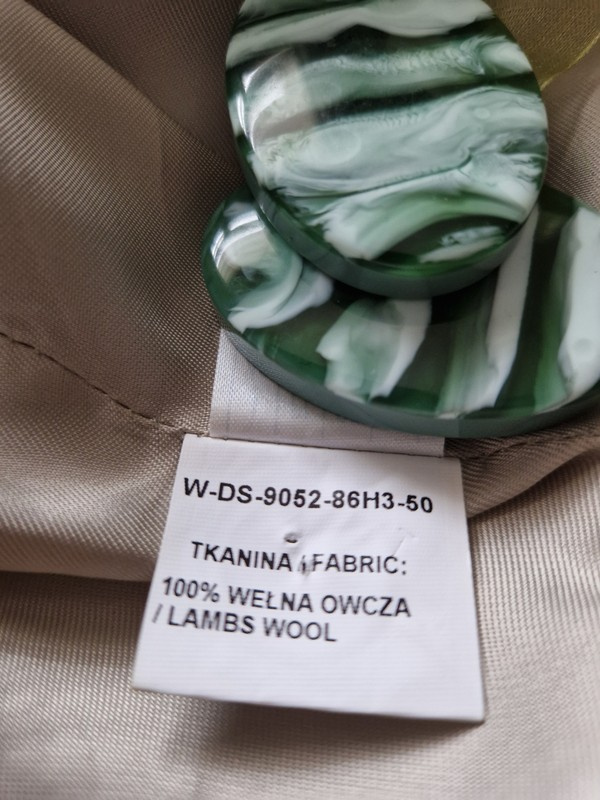 W-DS-9052-86H3-50
TKANINA / FABRIC:
100% WEŁNA OWCZA
/ LAMBS WOOL